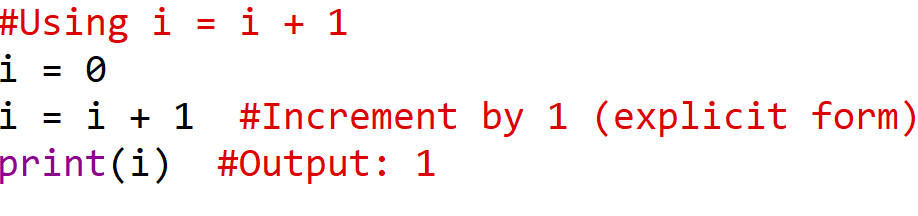 #Using i = i + 1
i = 0
i = i + 1  #Increment by 1 (explicit form)
print(i)  #Output: 1